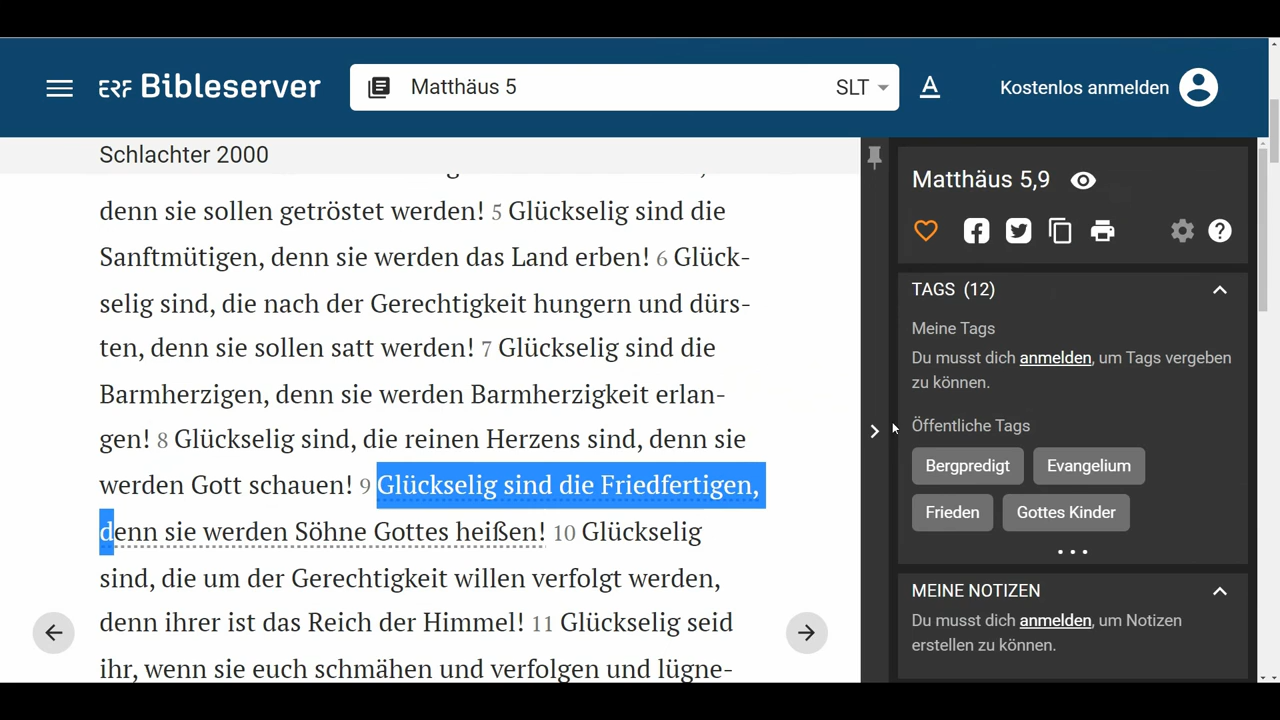 ERF Bibleserver
Matthäus 5
SLT
A
Kostenlos anmelden
Schlachter 2000
denn sie sollen getröstet werden! 5 Glückselig sind die
Sanftmütigen, denn sie werden das Land erben! 6 Glück-
selig sind, die nach der Gerechtigkeit hungern und dürs-
ten, denn sie sollen satt werden! 7 Glückselig sind die
Barmherzigen, denn sie werden Barmherzigkeit erlan-
gen! 8 Glückselig sind, die reinen Herzens sind, denn sie
werden Gott schauen! 9 Glückselig sind die Friedfertigen,
denn sie werden Söhne Gottes heißen! 10 Glückselig
sind, die um der Gerechtigkeit willen verfolgt werden,
denn ihrer ist das Reich der Himmel! 11 Glückselig seid
ihr, wenn sie euch schmähen und verfolgen und lügne-
Matthäus 5,9
TAGS (12)
Meine Tags
Du musst dich anmelden, um Tags vergeben
zu können.
Öffentliche Tags
Bergpredigt Evangelium
Frieden Gottes Kinder
MEINE NOTIZEN
Du musst dich anmelden, um Notizen
erstellen zu können.